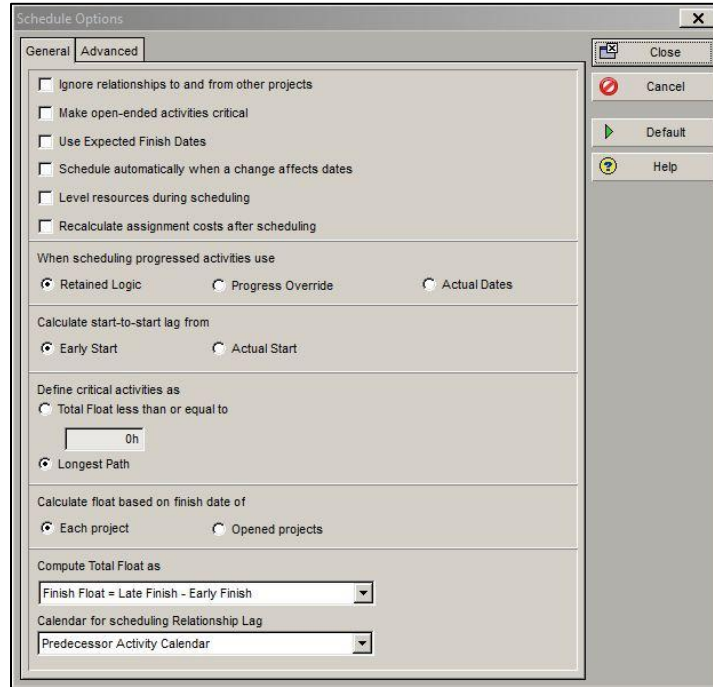 Schedule Options
General Advanced
Close
Cancel
Default
Help
Ignore relationships to and from other projects
Make open-ended activities critical
Use Expected Finish Dates
Schedule automatically when a change affects dates
Level resources during scheduling
Recalculate assignment costs after scheduling
When scheduling progressed activities use
Retained Logic Progress Override Actual Dates
Calculate start-to-start lag from
Early Start Actual Start
Define critical activities as
Total Float less than or equal to
0h
Longest Path
Calculate float based on finish date of
Each project Opened projects
Compute Total Float as
Finish Float = Late Finish - Early Finish
Calendar for scheduling Relationship Lag
Predecessor Activity Calendar